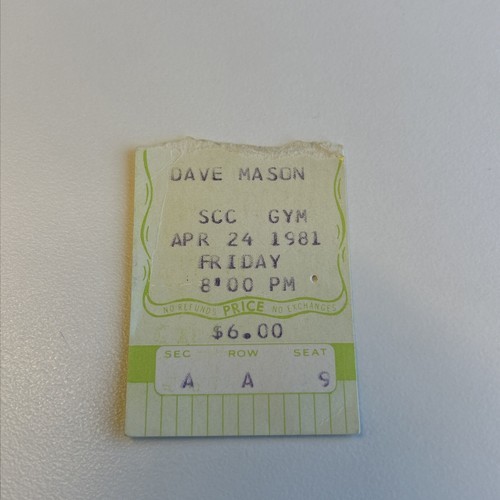 DAVE MASON
SCC GYM
APR 24 1981
FRIDAY
8:00 PM
NO REFUNDS PRICE NO EXCHANGES
$6.00
SEC ROW SEAT
A A 9